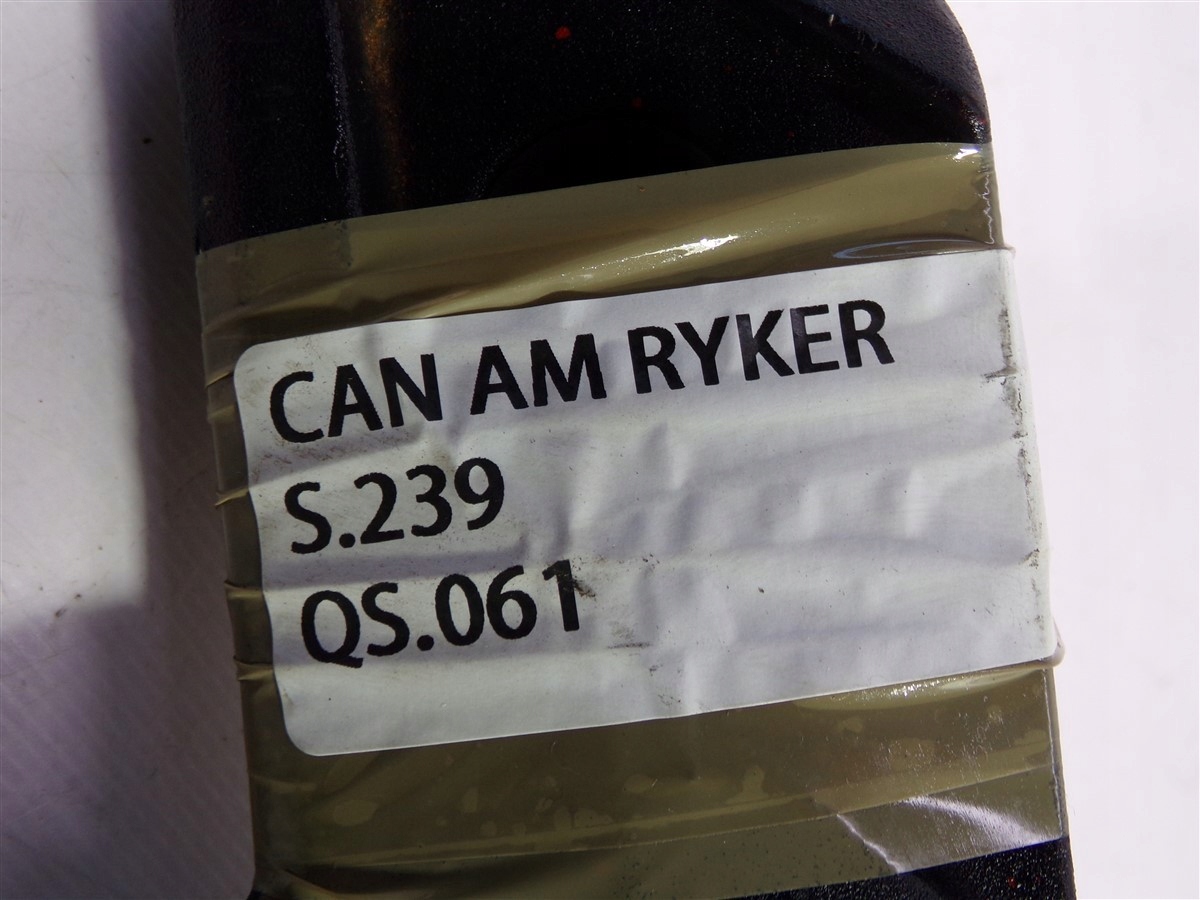 CAN AM RYKER
S.239
QS.061